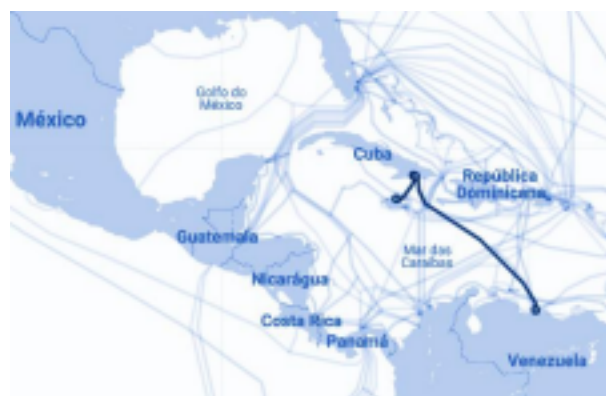 Golfo do
México
México
Cuba
República
Dominicana
Guatemala
Mar das
Caraíbas
Nicarágua
Costa Rica
Panamá
Venezuela